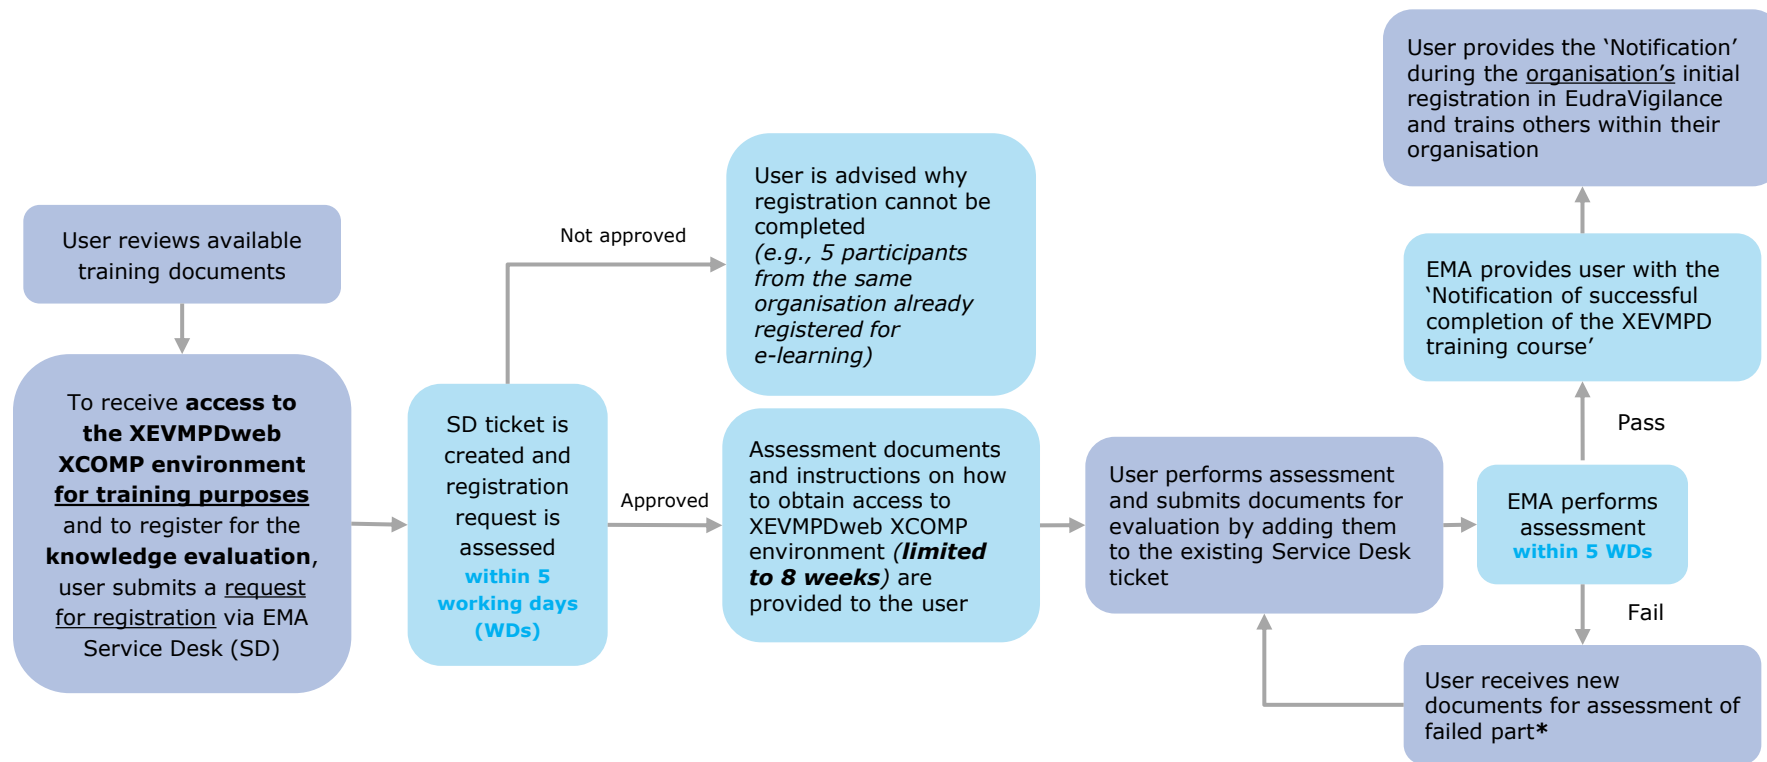 User reviews available
training documents
To receive access to
the XEVMPDweb
XCOMP environment
for training purposes
and to register for the
knowledge evaluation,
user submits a request
for registration via EMA
Service Desk (SD)
SD ticket is
created and
registration
request is
assessed
within 5
working days
(WDs)
Not approved
User is advised why
registration cannot be
completed
(e.g., 5 participants
from the same
organisation already
registered for
e-learning)
Approved
Assessment documents
and instructions on how
to obtain access to
XEVMPDweb XCOMP
environment (limited
to 8 weeks) are
provided to the user
User performs assessment
and submits documents for
evaluation by adding them
to the existing Service Desk
ticket
EMA performs
assessment
within 5 WDs
Pass
EMA provides user with the
‘Notification of successful
completion of the XEVMPD
training course’
User provides the ‘Notification’
during the organisation’s initial
registration in EudraVigilance
and trains others within their
organisation
Fail
User receives new
documents for assessment of
failed part*